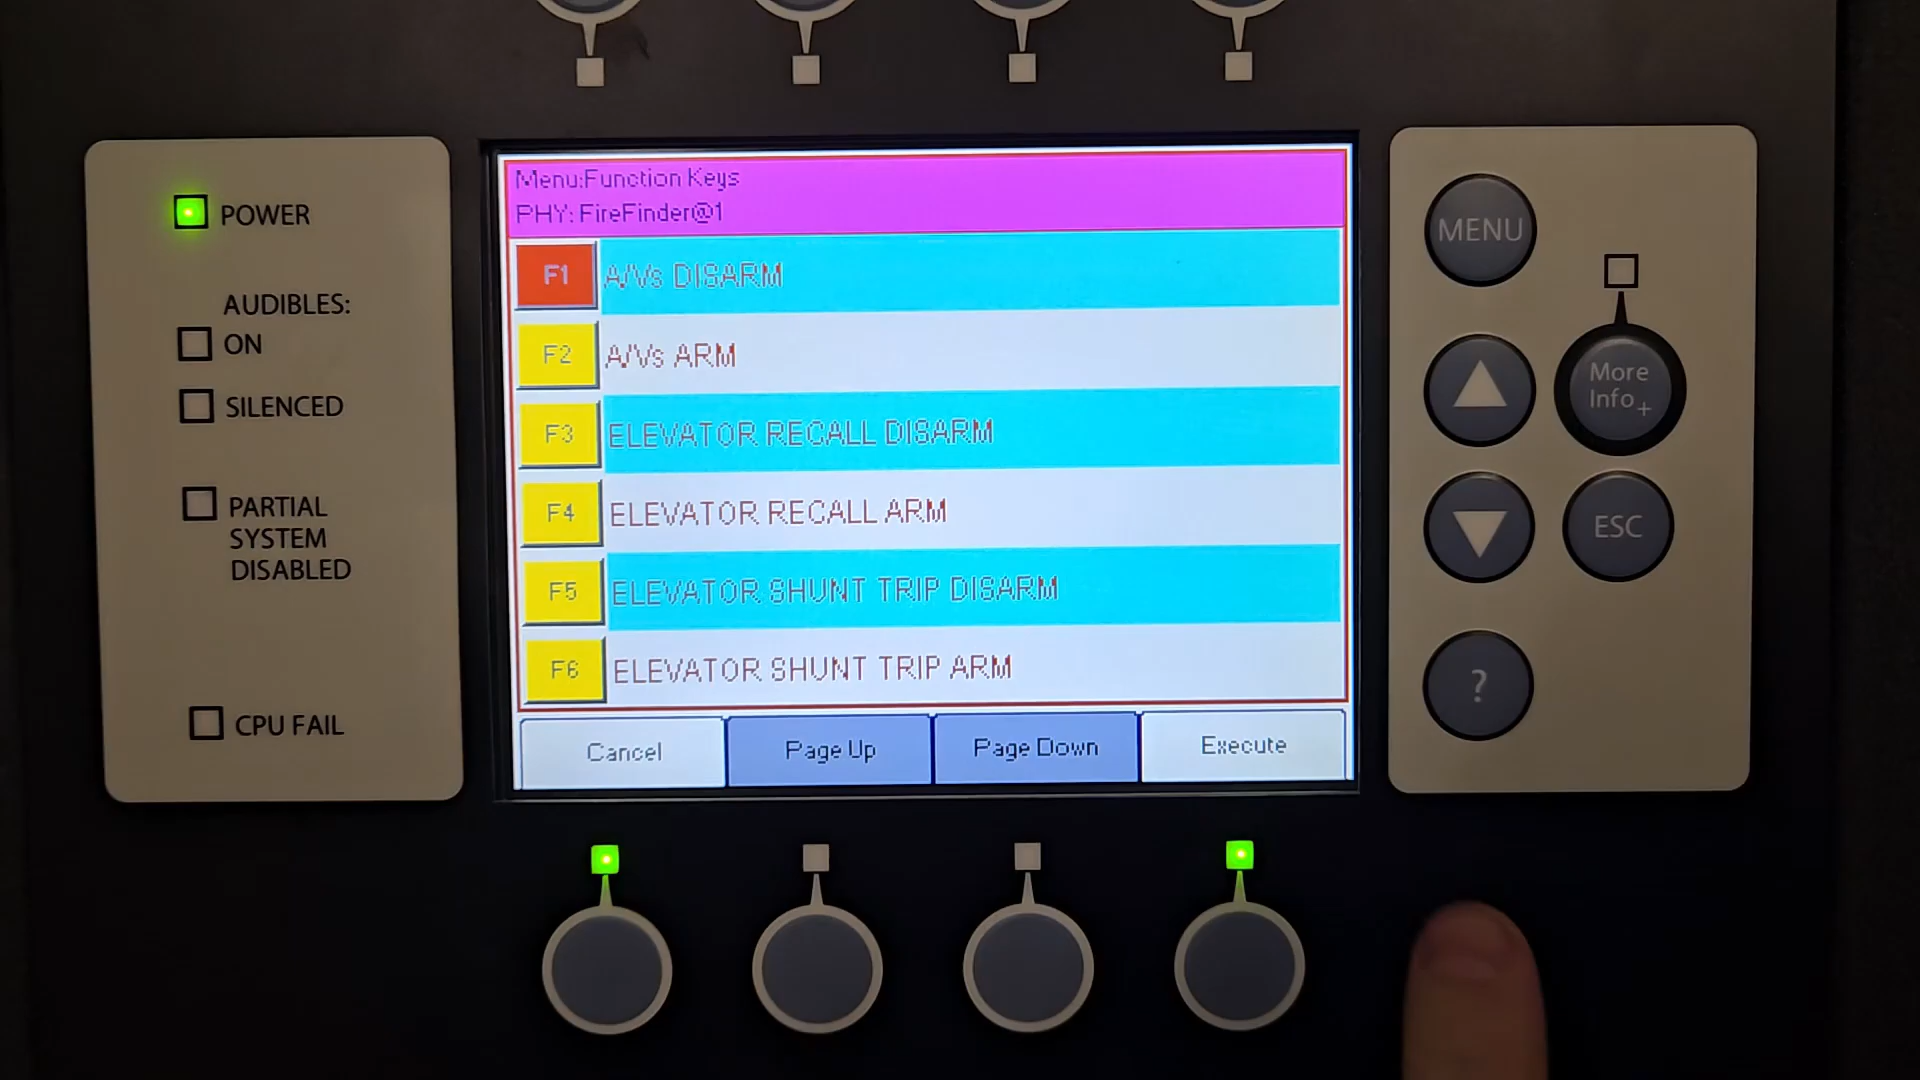 POWER
AUDIBLES:
ON
SILENCED
PARTIAL
SYSTEM
DISABLED
CPU FAIL
Menu:Function Keys
PHY: FireFinder@1
F1 A/Vs DISARM
F2 A/Vs ARM
F3 ELEVATOR RECALL DISARM
F4 ELEVATOR RECALL ARM
F5 ELEVATOR SHUNT TRIP DISARM
F6 ELEVATOR SHUNT TRIP ARM
Cancel Page Up Page Down Execute
MENU
More
Info+
ESC
?